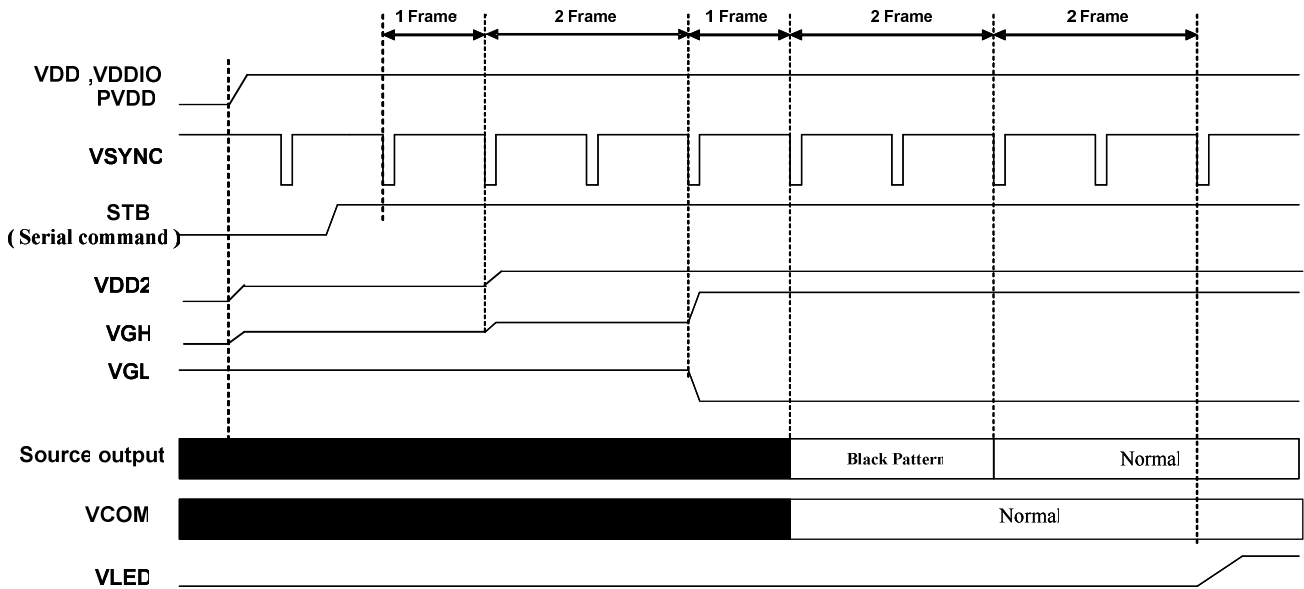 1 Frame 2 Frame 1 Frame 2 Frame 2 Frame
VDD ,VDDIO
PVDD
VSYNC
STB
( Serial command )
VDD2
VGH
VGL
Source output Black Pattern Normal
VCOM Normal
VLED